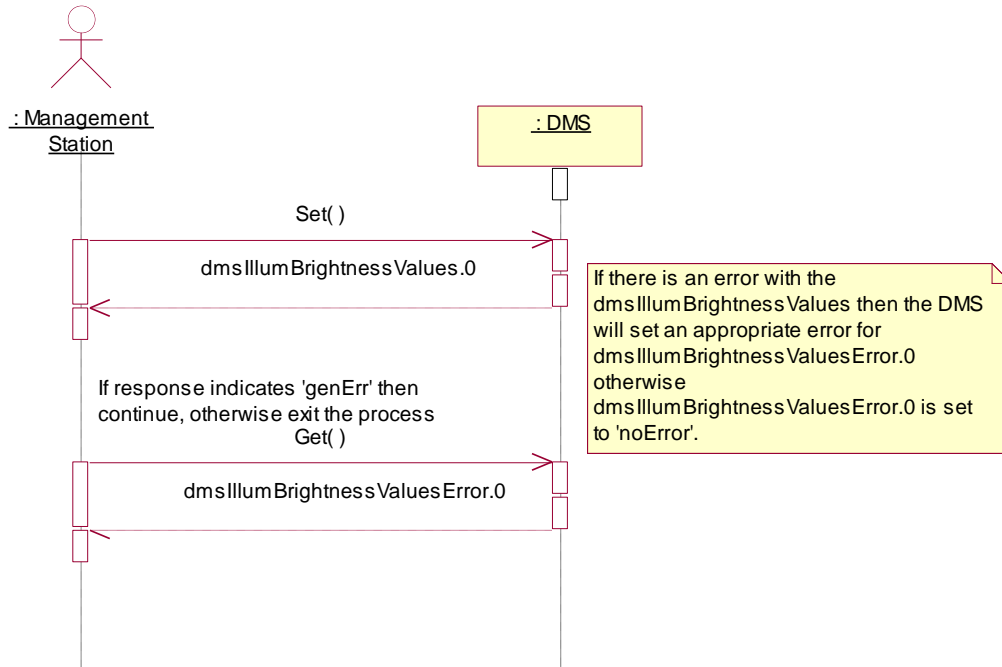 : Management
Station
: DMS
Set( )
dmsIllumBrightnessValues.0
If there is an error with the
dmsIllumBrightnessValues then the DMS
will set an appropriate error for
dmsIllumBrightnessValuesError.0
otherwise
dmsIllumBrightnessValuesError.0 is set
to 'noError'.
If response indicates 'genErr' then
continue, otherwise exit the process
Get( )
dmsIllumBrightnessValuesError.0